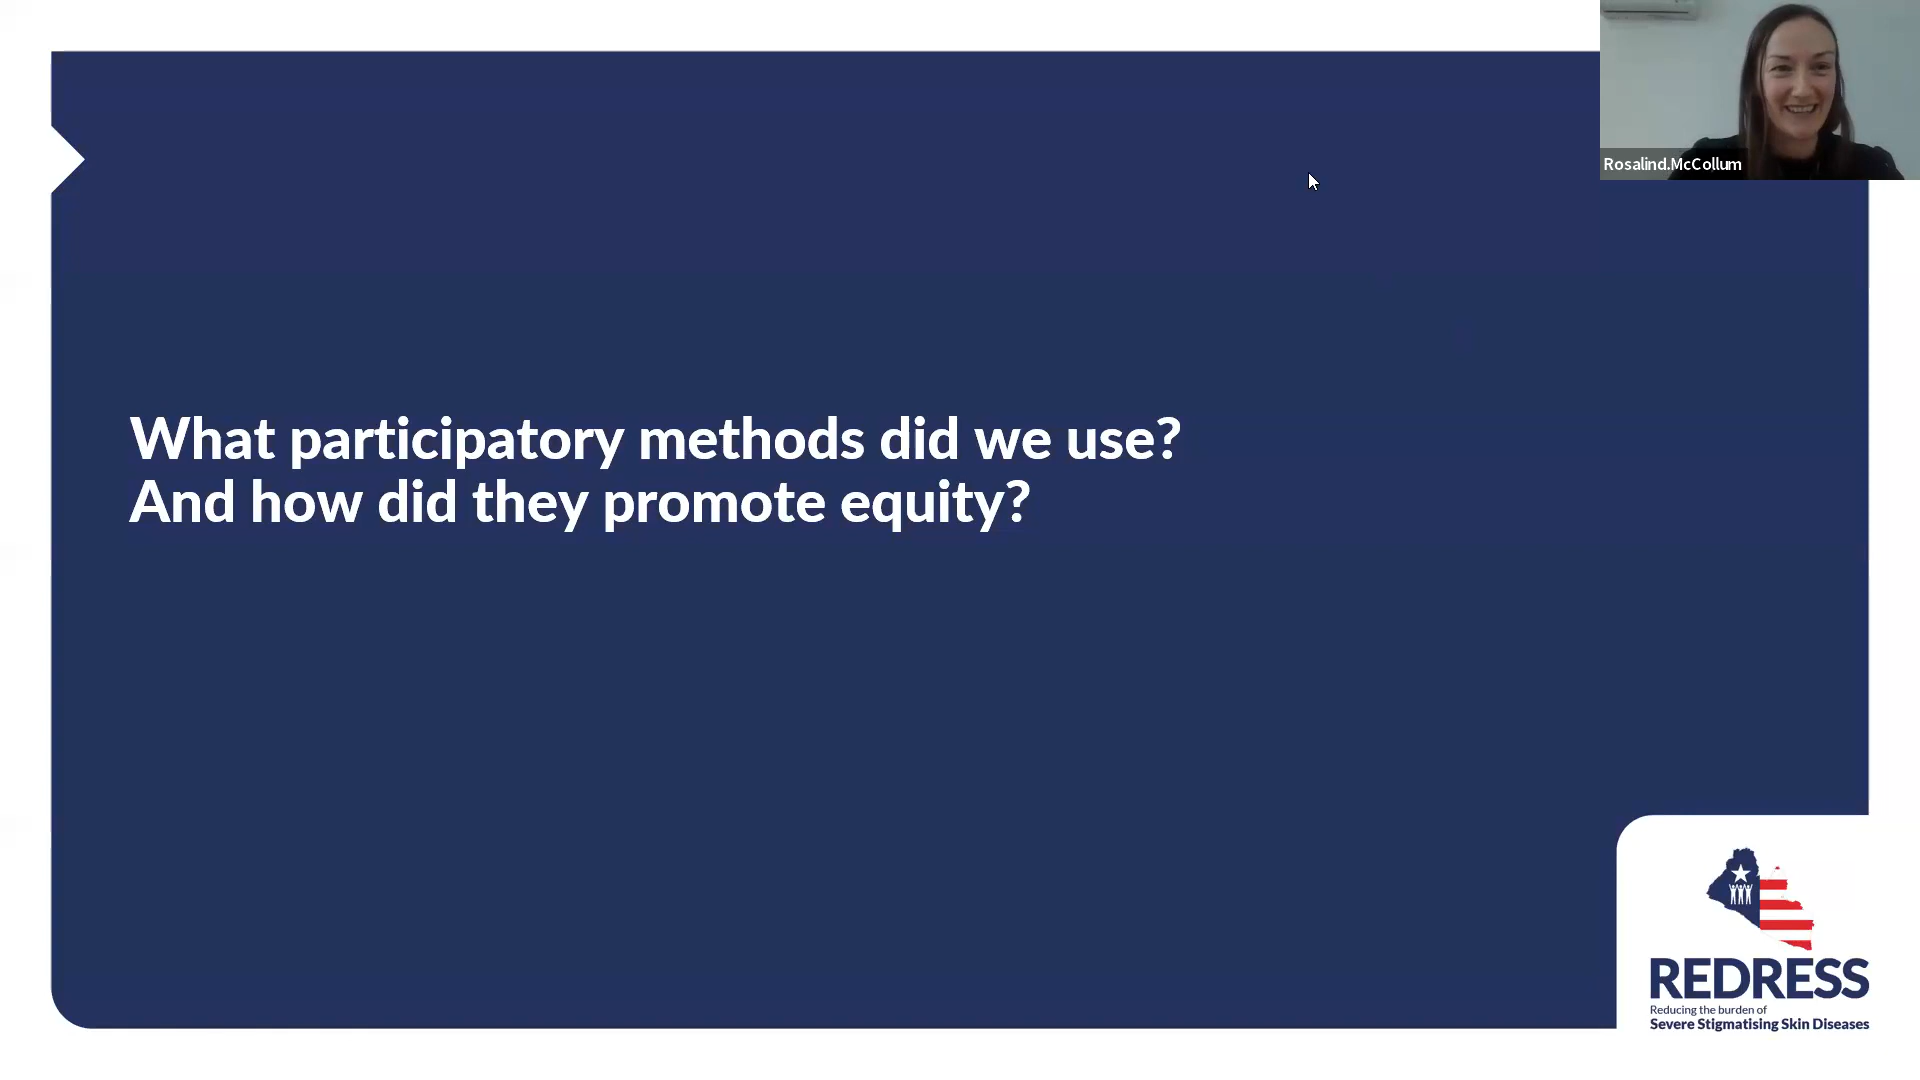 Rosalind.McCollum
What participatory methods did we use?
And how did they promote equity?
REDRESS
Reducing the burden of
Severe Stigmatising Skin Diseases